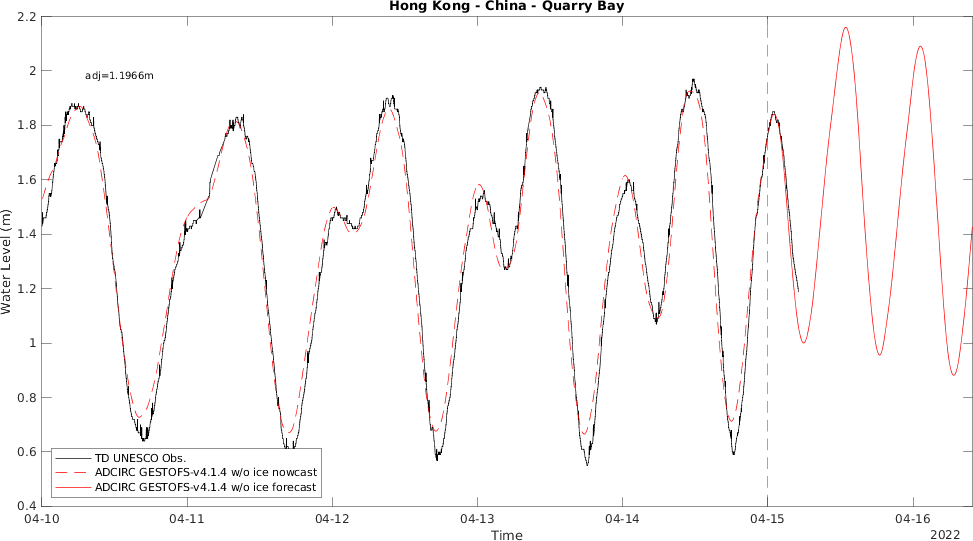 Hong Kong - China - Quarry Bay
2.2
2
1.8
1.6
1.4
1.2
1
0.8
0.6
0.4
Water Level (m)
adj=1.1966m
TD UNESCO Obs.
ADCIRC GESTOFS-v4.1.4 w/o ice nowcast
ADCIRC GESTOFS-v4.1.4 w/o ice forecast
04-10 04-11 04-12 04-13 04-14 04-15 04-16
Time
2022